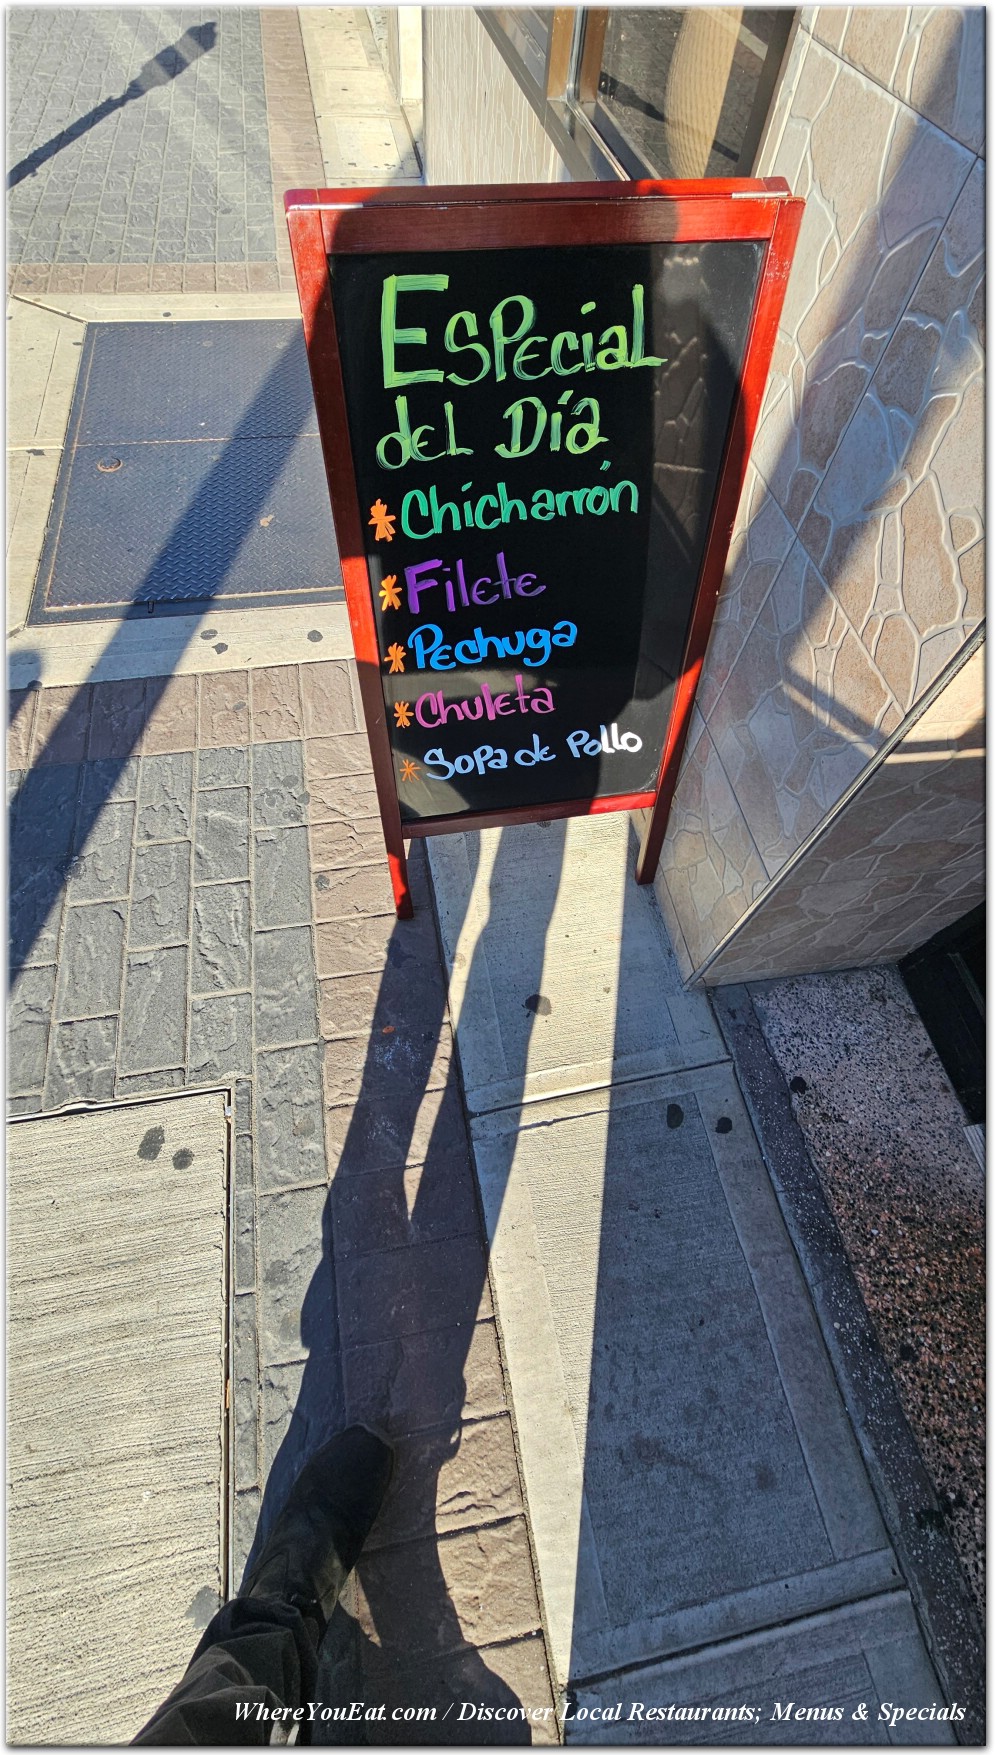 Especial
del Día
* Chicharrón
* Filete
* Pechuga
* Chuleta
* Sopa de Pollo
WhereYouEat.com / Discover Local Restaurants; Menus & Specials